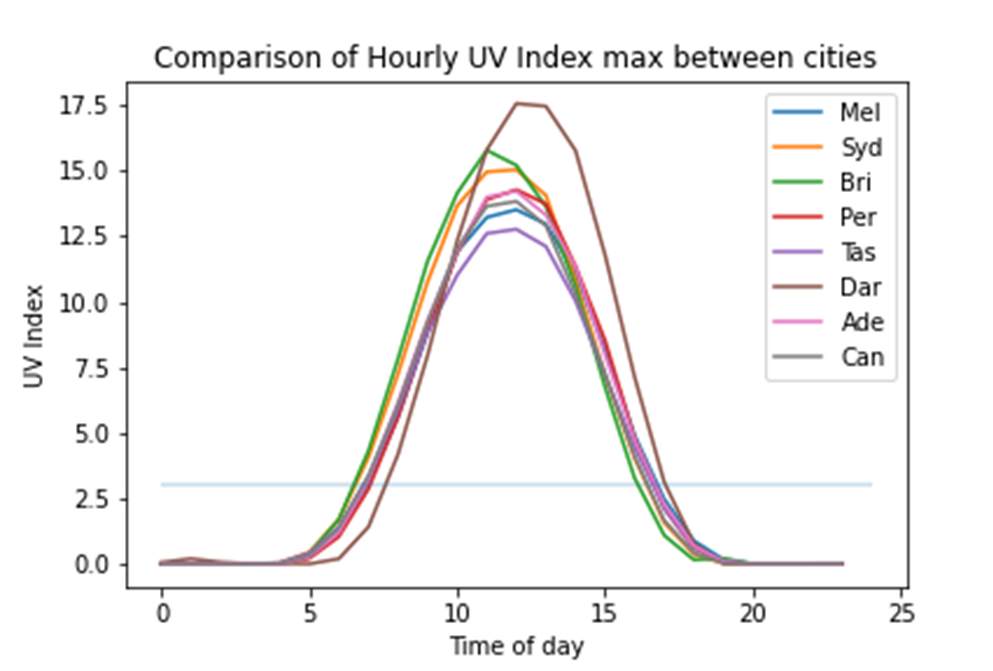 Comparison of Hourly UV Index max between cities
UV Index
17.5
15.0
12.5
10.0
7.5
5.0
2.5
0.0
Mel
Syd
Bri
Per
Tas
Dar
Ade
Can
0 5 10 15 20 25
Time of day